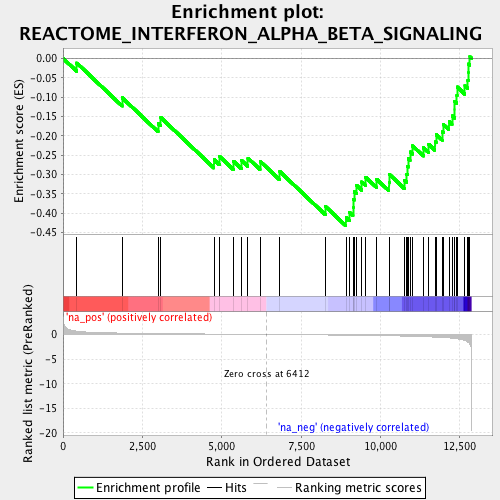 Enrichment plot:
REACTOME_INTERFERON_ALPHA_BETA_SIGNALING
Enrichment score (ES)
0.00
-0.05
-0.10
-0.15
-0.20
-0.25
-0.30
-0.35
-0.40
-0.45
'na_pos' (positively correlated)
Ranked list metric (PreRanked)
0
-5
-10
-15
-20
Zero cross at 6412
'na_neg' (negatively correlated)
0
2,500
5,000
7,500
10,000
12,500
Rank in Ordered Dataset
Enrichment profile
Hits
Ranking metric scores